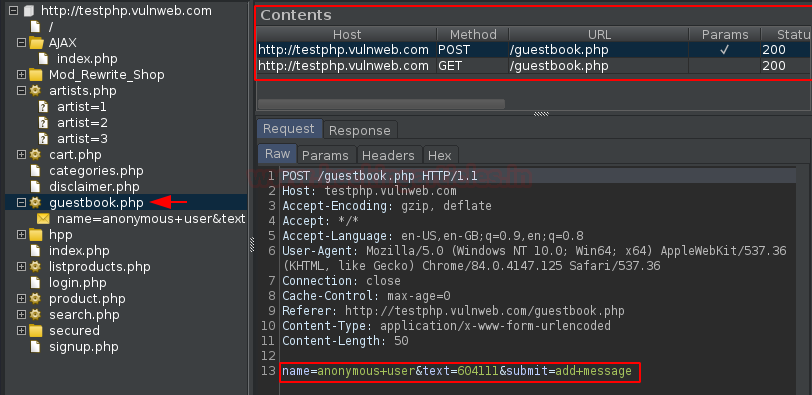 http://testphp.vulnweb.com
/
AJAX
index.php
Mod_Rewrite_Shop
artists.php
artist=1
artist=2
artist=3
cart.php
categories.php
disclaimer.php
guestbook.php
name=anonymous+user&text
hpp
index.php
listproducts.php
login.php
product.php
search.php
secured
signup.php
Contents
Host Method URL Params Statu
http://testphp.vulnweb.com POST /guestbook.php ✓ 200
http://testphp.vulnweb.com GET /guestbook.php 200
Request Response
Raw Params Headers Hex
1 POST /guestbook.php HTTP/1.1
2 Host: testphp.vulnweb.com
3 Accept-Encoding: gzip, deflate
4 Accept: */*
5 Accept-Language: en-US,en-GB;q=0.9,en;q=0.8
6 User-Agent: Mozilla/5.0 (Windows NT 10.0; Win64; x64) AppleWebKit/537.36
(KHTML, like Gecko) Chrome/84.0.4147.125 Safari/537.36
7 Connection: close
8 Cache-Control: max-age=0
9 Referer: http://testphp.vulnweb.com/guestbook.php
10 Content-Type: application/x-www-form-urlencoded
11 Content-Length: 50
12
13 name=anonymous+user&text=604111&submit=add+message